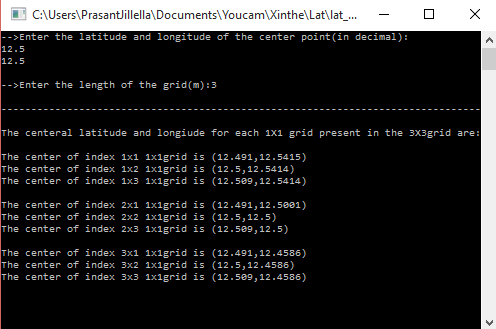 C:\Users\PrasantJillella\Documents\Youcam\Xinthe\Lat\lat_...
-->Enter the latitude and longitude of the center point(in decimal):
12.5
12.5
-->Enter the length of the grid(m):3
--------------------------------------------------------------------------------
The centeral latitude and longiude for each 1X1 grid present in the 3X3grid are:
The center of index 1x1 1x1grid is (12.491,12.5415)
The center of index 1x2 1x1grid is (12.5,12.5414)
The center of index 1x3 1x1grid is (12.509,12.5414)
The center of index 2x1 1x1grid is (12.491,12.5001)
The center of index 2x2 1x1grid is (12.5,12.5)
The center of index 2x3 1x1grid is (12.509,12.5)
The center of index 3x1 1x1grid is (12.491,12.4586)
The center of index 3x2 1x1grid is (12.5,12.4586)
The center of index 3x3 1x1grid is (12.509,12.4586)